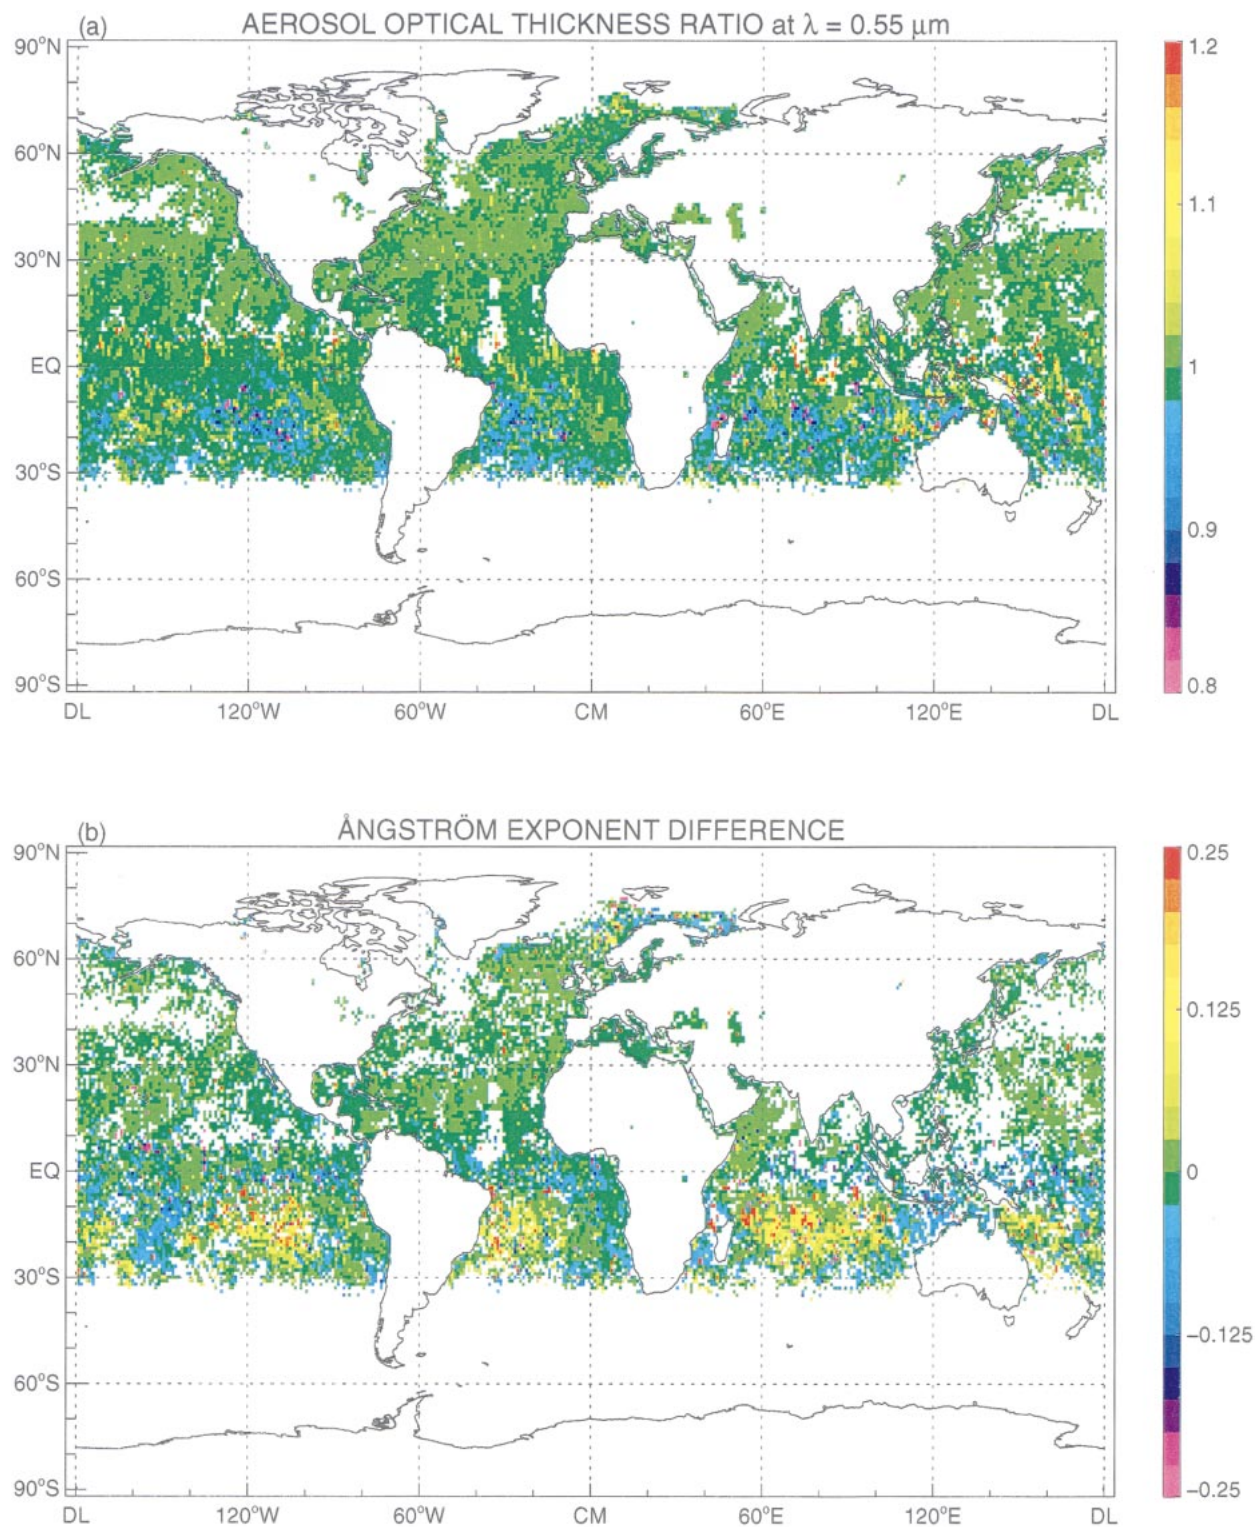 (a) AEROSOL OPTICAL THICKNESS RATIO at λ = 0.55 μm
90°N
60°N
30°N
EQ
30°S
60°S
90°S
DL 120°W 60°W CM 60°E 120°E DL
1.2
1.1
1
0.9
0.8
(b) ÅNGSTRÖM EXPONENT DIFFERENCE
90°N
60°N
30°N
EQ
30°S
60°S
90°S
DL 120°W 60°W CM 60°E 120°E DL
0.25
0.125
0
−0.125
−0.25